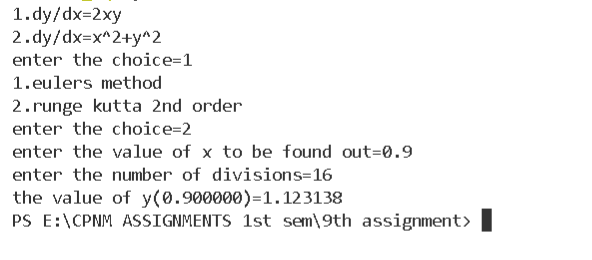 1.dy/dx=2xy
2.dy/dx=x^2+y^2
enter the choice=1
1.eulers method
2.runge kutta 2nd order
enter the choice=2
enter the value of x to be found out=0.9
enter the number of divisions=16
the value of y(0.900000)=1.123138
PS E:\CPNM ASSIGNMENTS 1st sem\9th assignment>